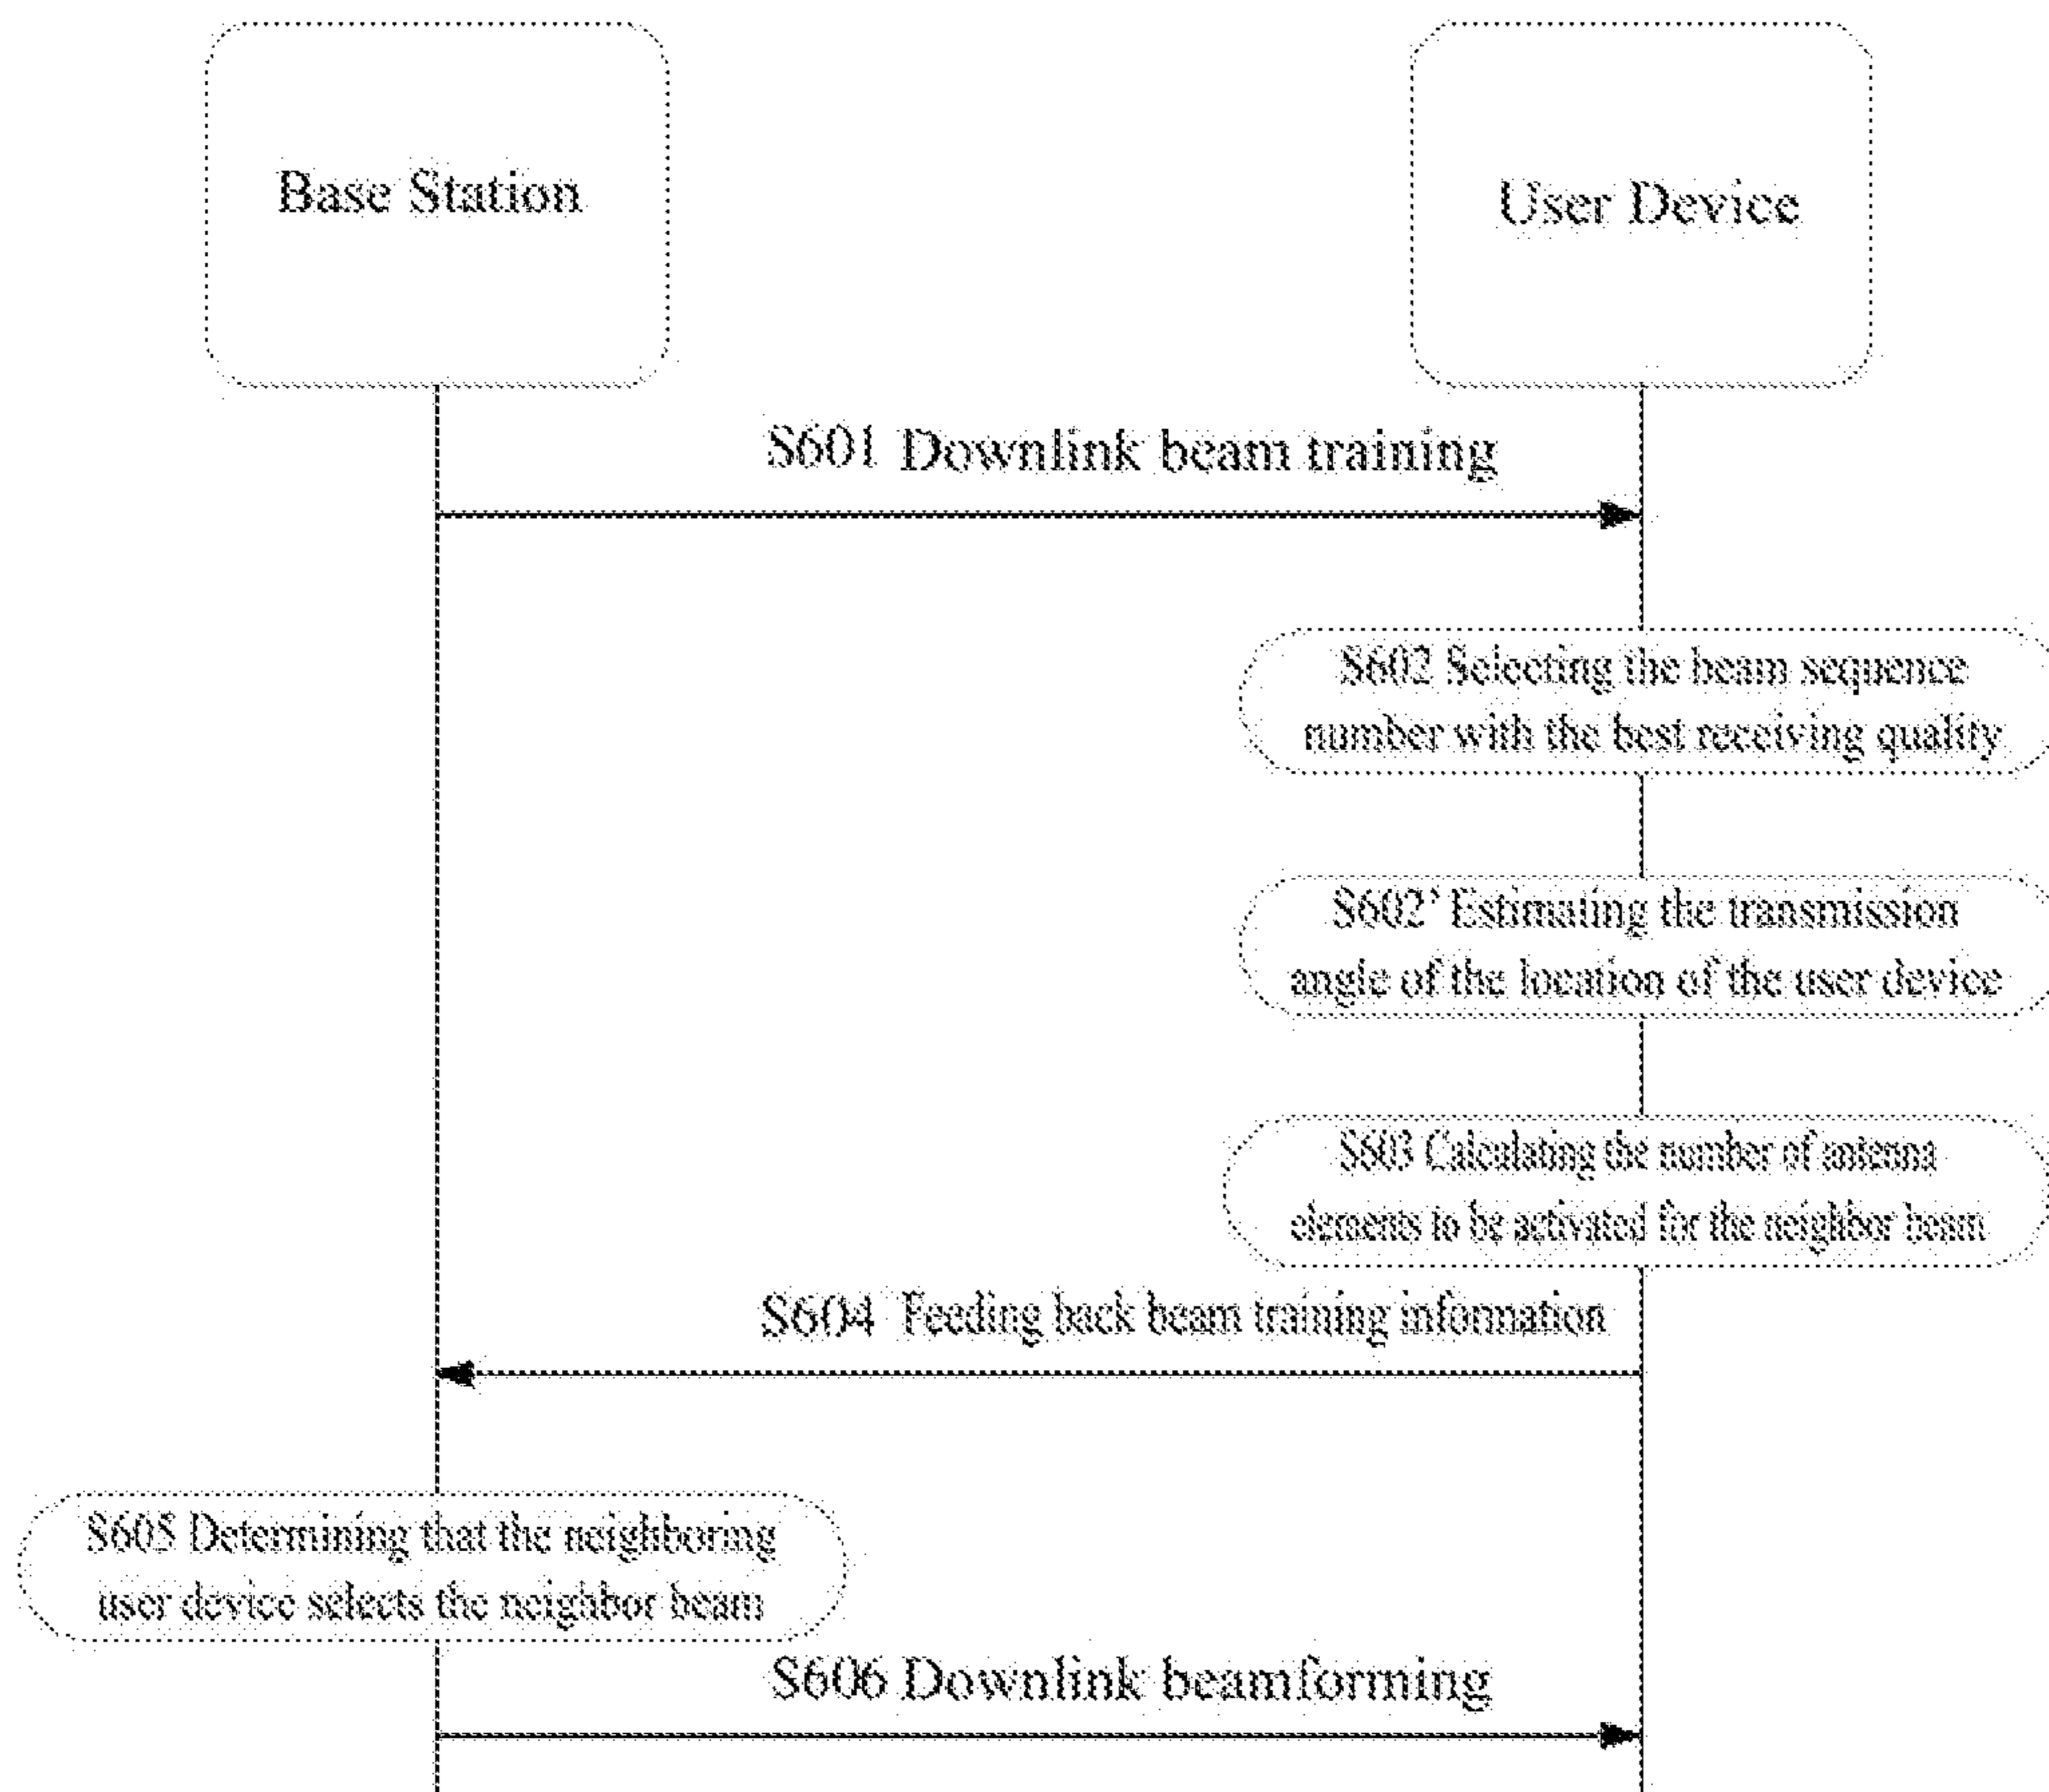 Base Station
User Device
S601 Downlink beam training
S602 Selecting the beam sequence
number with the best receiving quality
S602' Estimating the transmission
angle of the location of the user device
S603 Calculating the number of antenna
elements to be activated for the neighbor beam
S604 Feeding back beam training information
S605 Determining that the neighboring
user device selects the neighbor beam
S606 Downlink beamforming